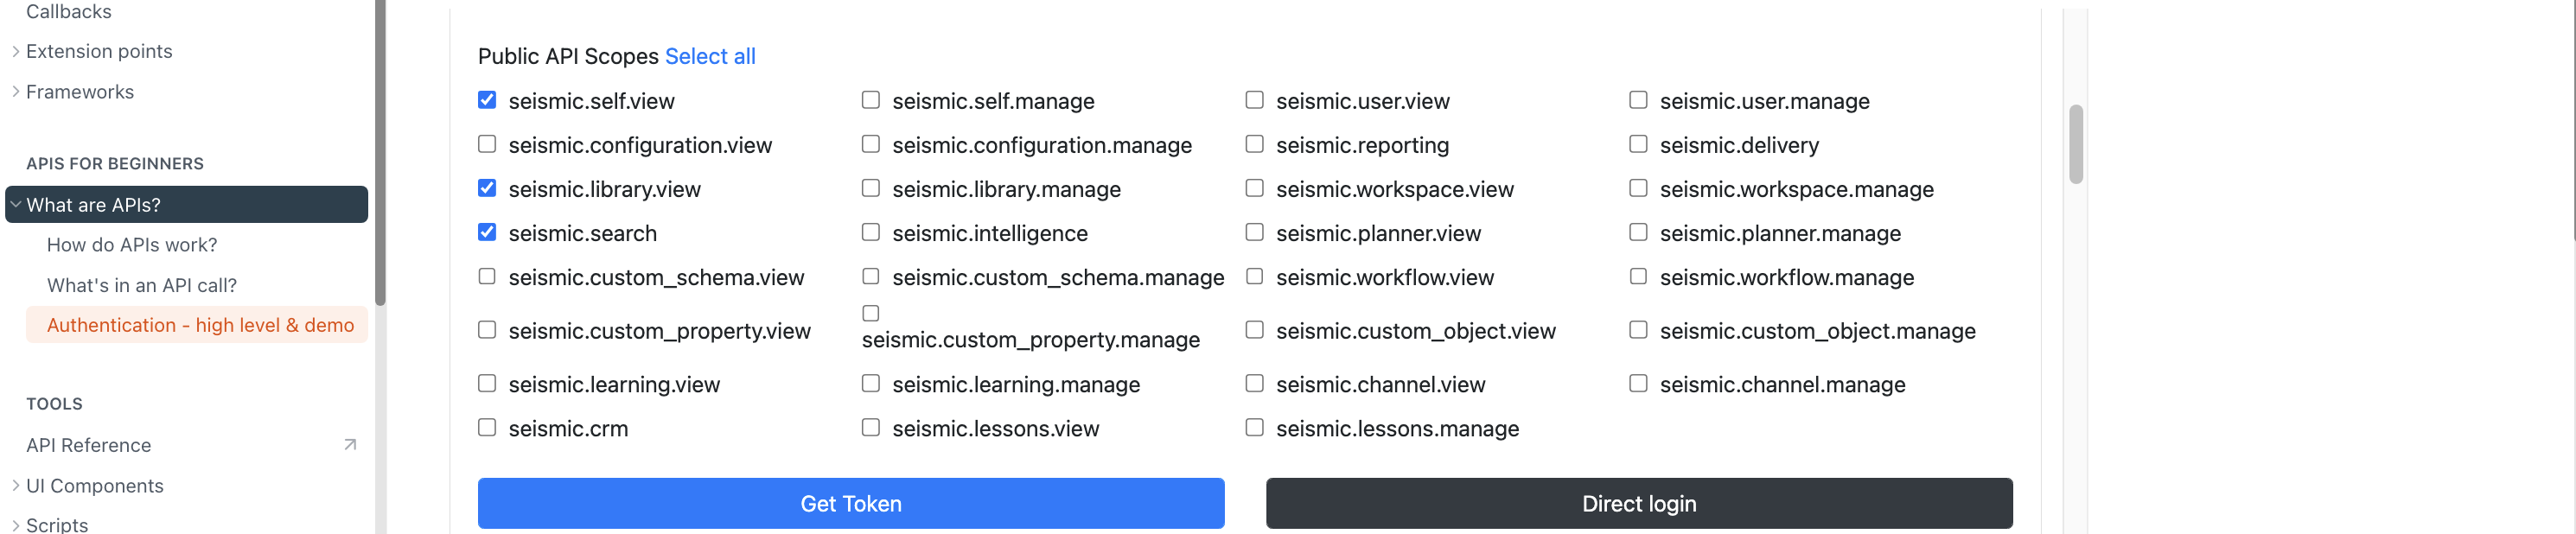 Callbacks
Extension points
Frameworks
APIS FOR BEGINNERS
What are APIs?
How do APIs work?
What's in an API call?
Authentication - high level & demo
TOOLS
API Reference
UI Components
Scripts
Public API Scopes Select all
seismic.self.view seismic.self.manage seismic.user.view seismic.user.manage
seismic.configuration.view seismic.configuration.manage seismic.reporting seismic.delivery
seismic.library.view seismic.library.manage seismic.workspace.view seismic.workspace.manage
seismic.search seismic.intelligence seismic.planner.view seismic.planner.manage
seismic.custom_schema.view seismic.custom_schema.manage seismic.workflow.view seismic.workflow.manage
seismic.custom_property.view seismic.custom_property.manage seismic.custom_object.view seismic.custom_object.manage
seismic.learning.view seismic.learning.manage seismic.channel.view seismic.channel.manage
seismic.crm seismic.lessons.view seismic.lessons.manage
Get Token Direct login